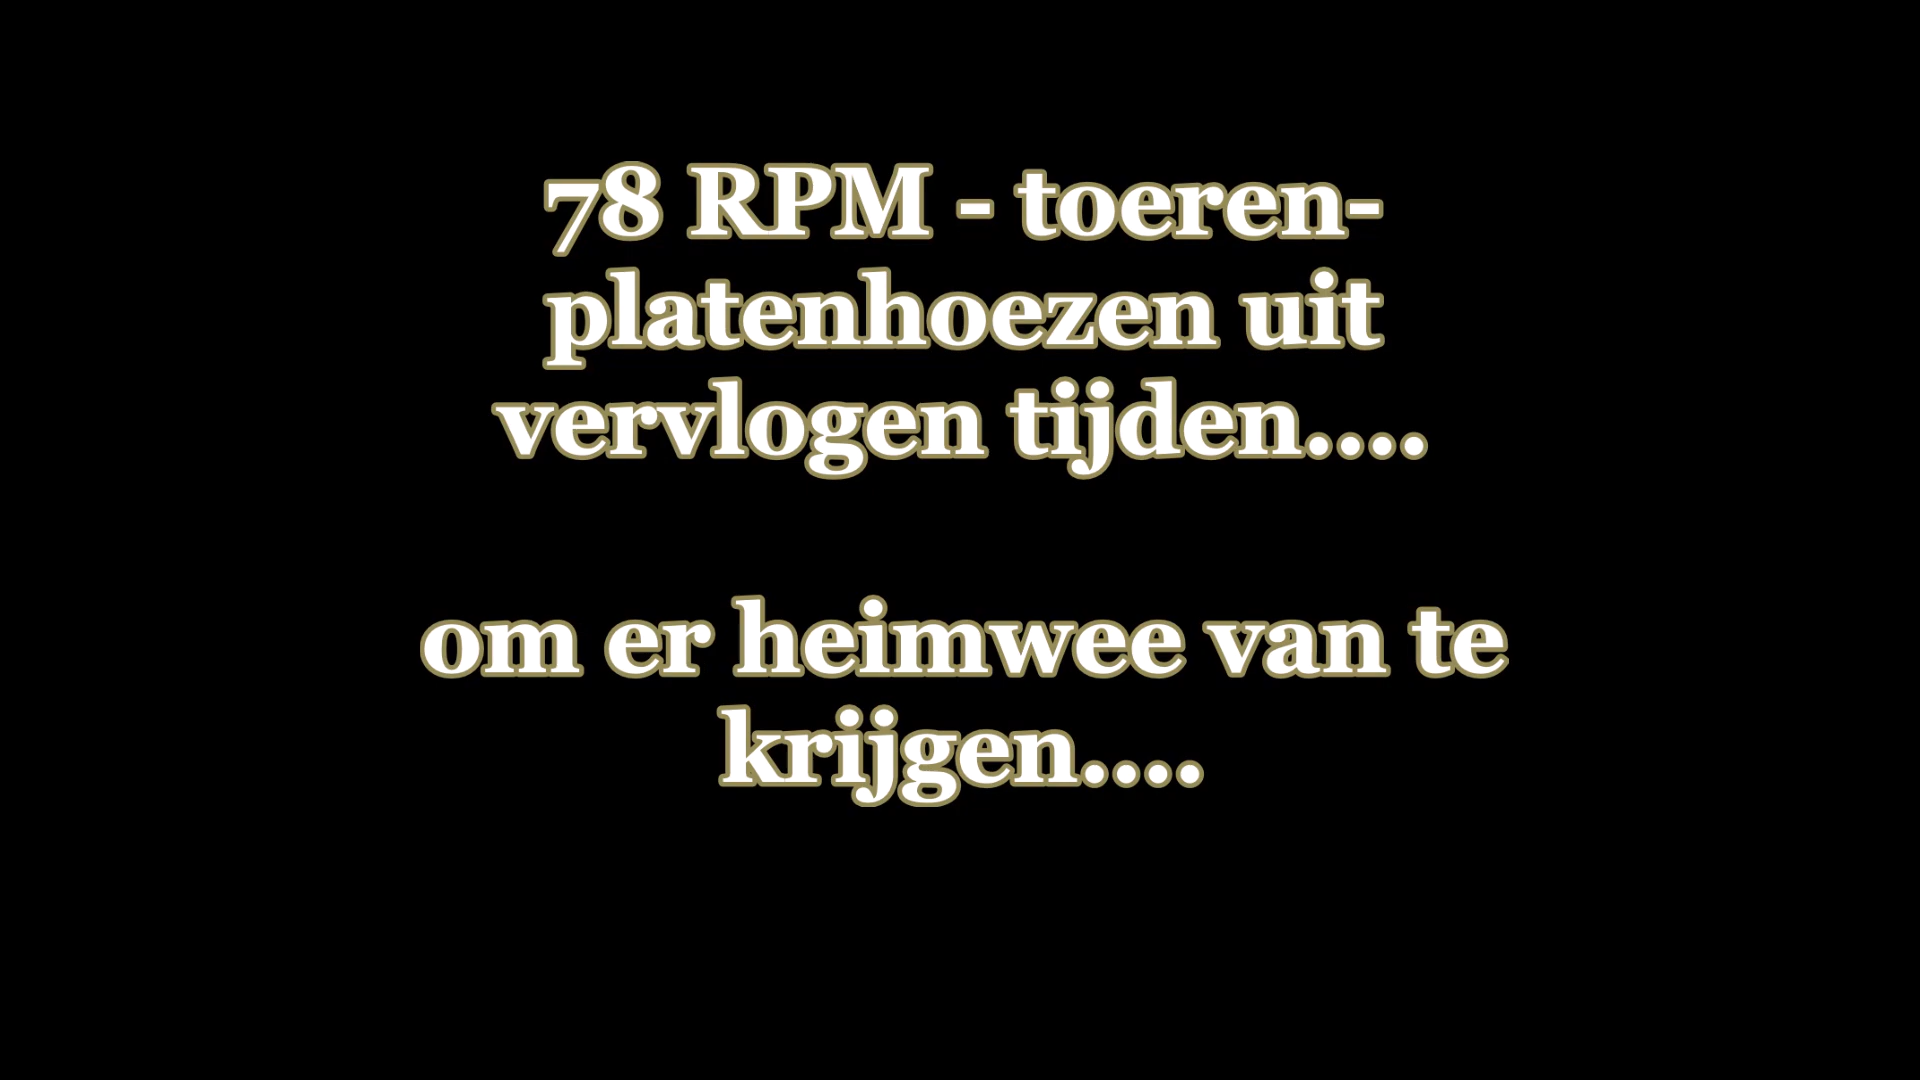 78 RPM - toeren-
platenhoezen uit
vervlogen tijden....
om er heimwee van te
krijgen....